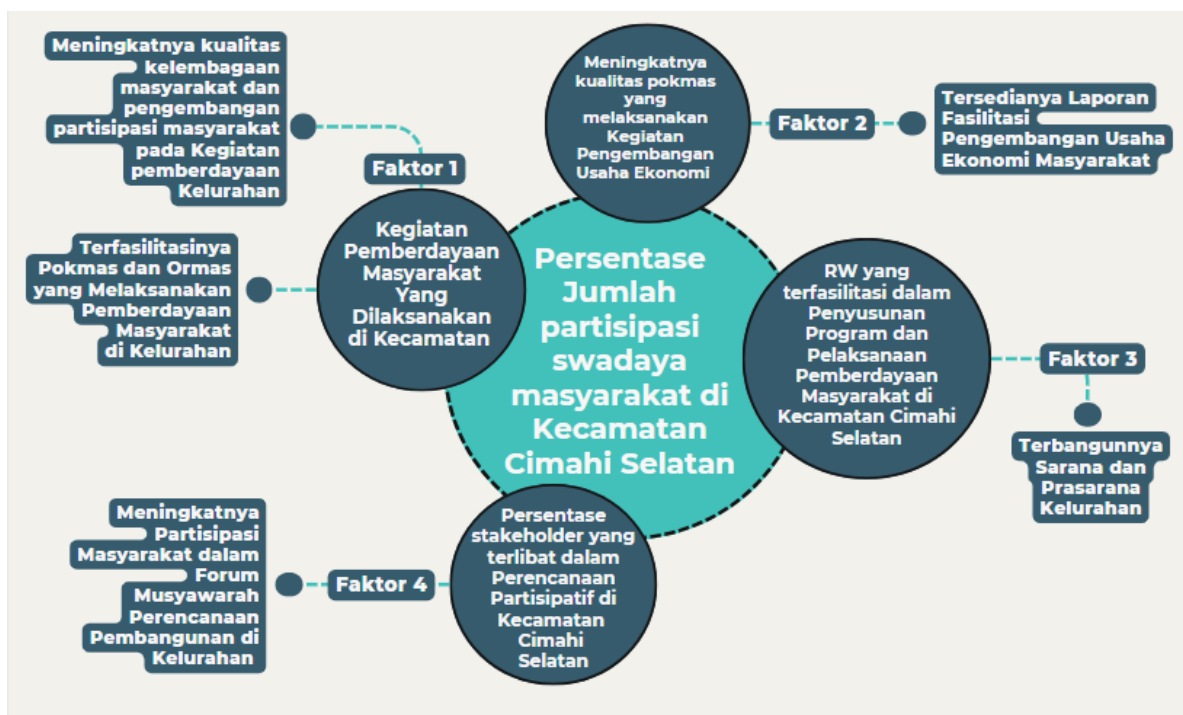 Meningkatnya kualitas
kelembagaan
masyarakat dan
pengembangan
partisipasi masyarakat
pada Kegiatan
pemberdayaan
Kelurahan
Faktor 1
Kegiatan
Pemberdayaan
Masyarakat
Yang
Dilaksanakan
di Kecamatan
Terfasilitasinya
Pokmas dan Ormas
yang Melaksanakan
Pemberdayaan
Masyarakat
di Kelurahan
Meningkatnya
kualitas pokmas
yang
melaksanakan
Kegiatan
Pengembangan
Usaha Ekonomi
Faktor 2
Tersedianya Laporan
Fasilitasi
Pengembangan Usaha
Ekonomi Masyarakat
Persentase
Jumlah
partisipasi
swadaya
masyarakat di
Kecamatan
Cimahi Selatan
RW yang
terfasilitasi dalam
Penyusunan
Program dan
Pelaksanaan
Pemberdayaan
Masyarakat di
Kecamatan Cimahi
Selatan
Faktor 3
Terbangunnya
Sarana dan
Prasarana
Kelurahan
Persentase
stakeholder yang
terlibat dalam
Perencanaan
Partisipatif di
Kecamatan
Cimahi
Selatan
Faktor 4
Meningkatnya
Partisipasi
Masyarakat dalam
Forum
Musyawarah
Perencanaan
Pembangunan di
Kelurahan